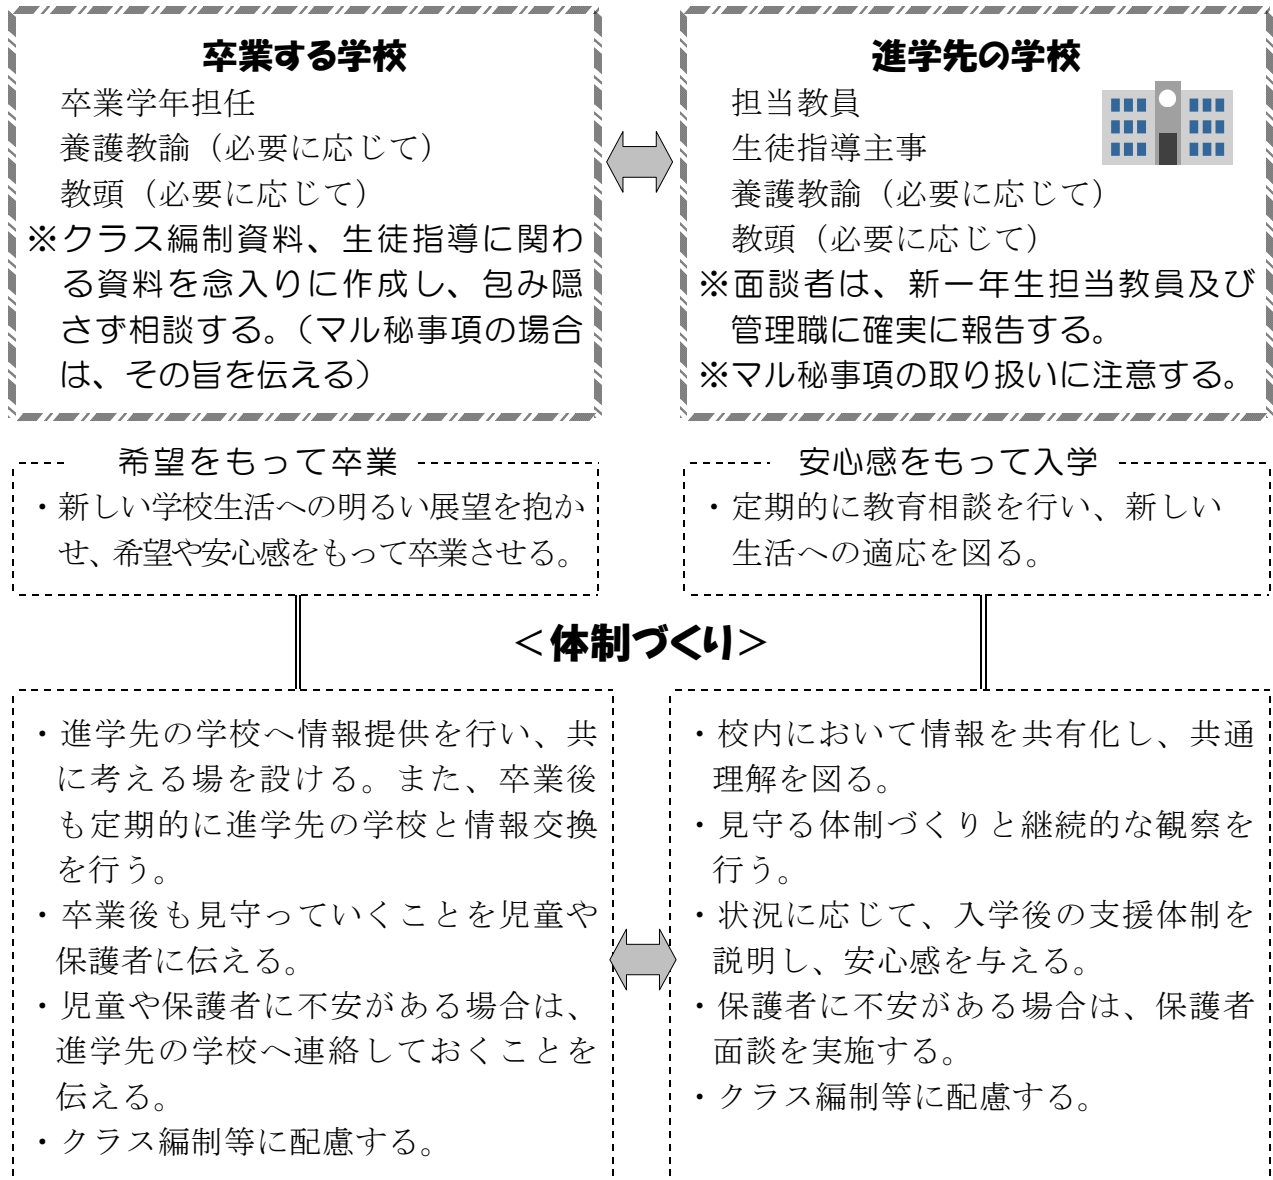 卒業する学校
卒業学年担任
養護教諭（必要に応じて）
教頭（必要に応じて）
※クラス編制資料、生徒指導に関わ
る資料を念入りに作成し、包み隠
さず相談する。（マル秘事項の場合
は、その旨を伝える）
進学先の学校
担当教員
生徒指導主事
養護教諭（必要に応じて）
教頭（必要に応じて）
※面談者は、新一年生担当教員及び
管理職に確実に報告する。
※マル秘事項の取り扱いに注意する。
希望をもって卒業
・新しい学校生活への明るい展望を抱か
せ、希望や安心感をもって卒業させる。
安心感をもって入学
・定期的に教育相談を行い、新しい
生活への適応を図る。
＜体制づくり＞
・進学先の学校へ情報提供を行い、共
に考える場を設ける。また、卒業後
も定期的に進学先の学校と情報交換
を行う。
・卒業後も見守っていくことを児童や
保護者に伝える。
・児童や保護者に不安がある場合は、
進学先の学校へ連絡しておくことを
伝える。
・クラス編制等に配慮する。
・校内において情報を共有化し、共通
理解を図る。
・見守る体制づくりと継続的な観察を
行う。
・状況に応じて、入学後の支援体制を
説明し、安心感を与える。
・保護者に不安がある場合は、保護者
面談を実施する。
・クラス編制等に配慮する。